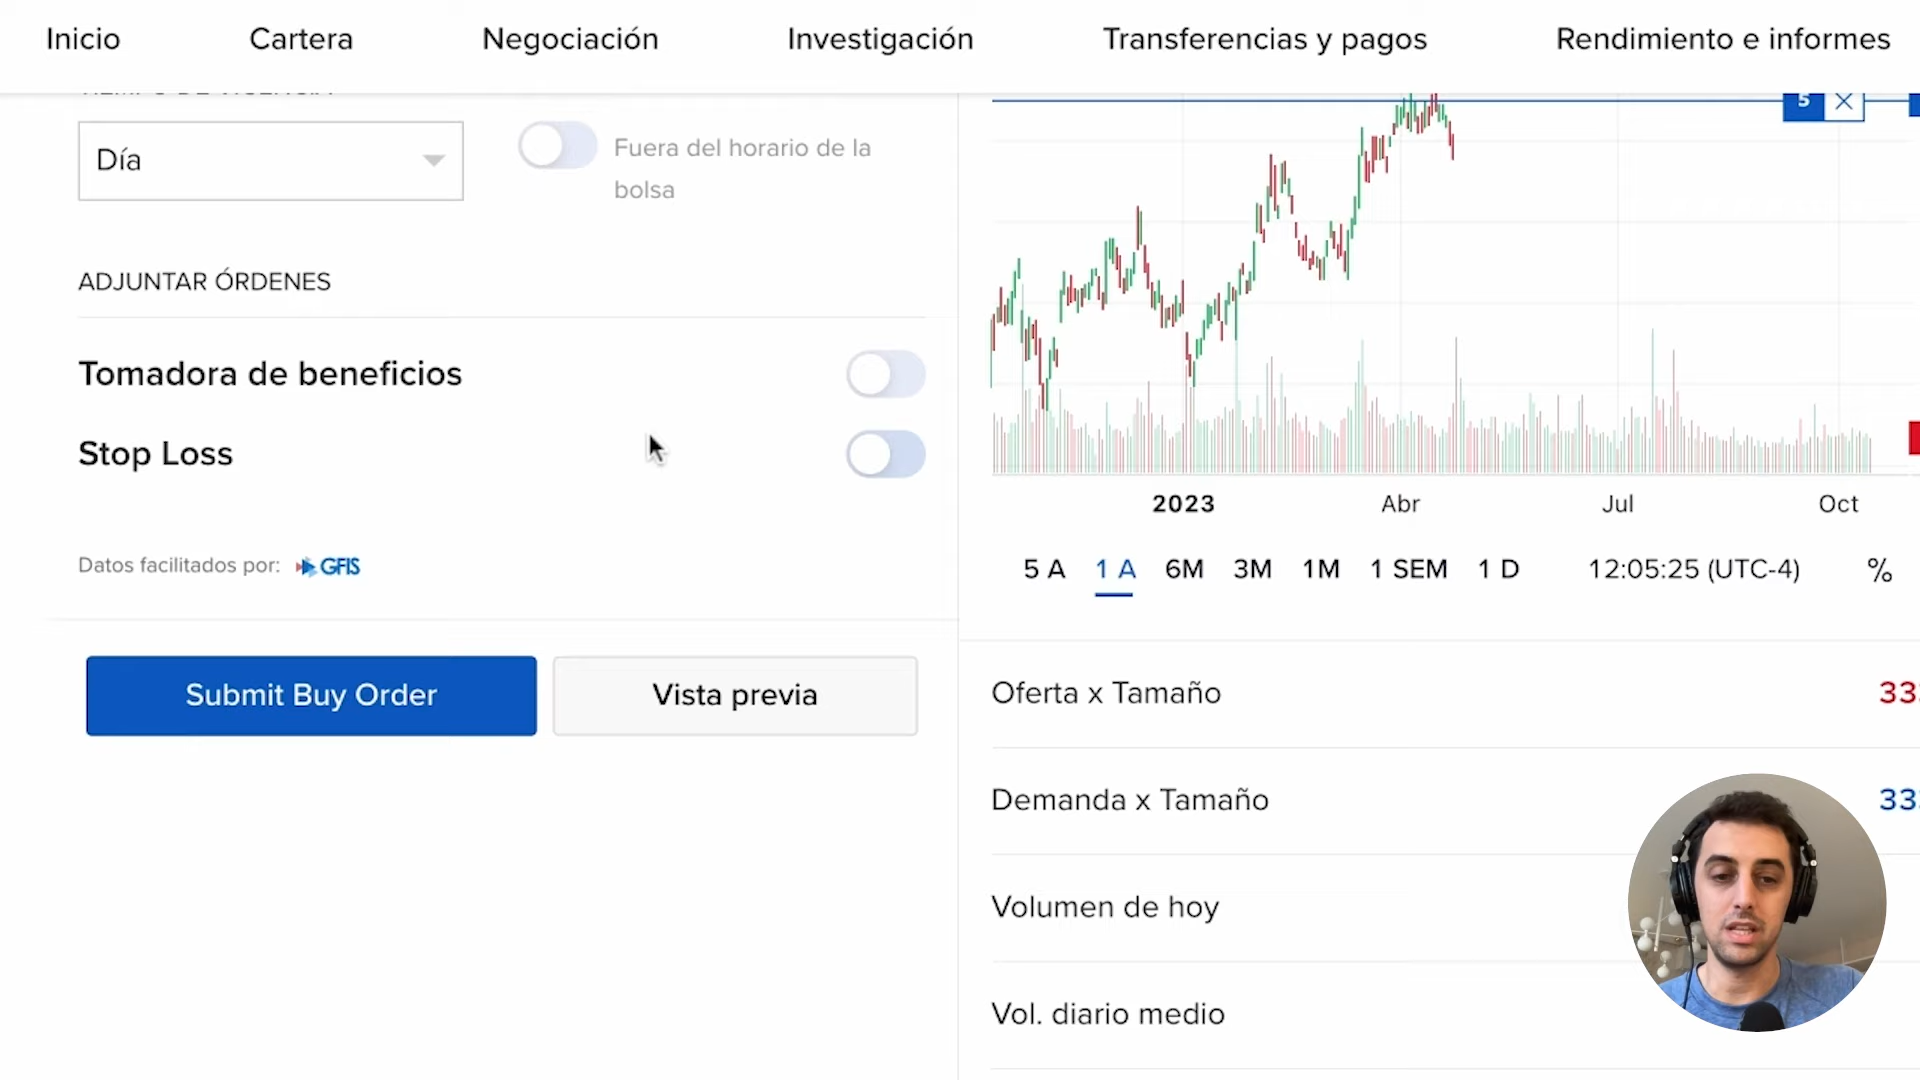 Inicio
Cartera
Negociación
Investigación
Transferencias y pagos
Rendimiento e informes
Día
Fuera del horario de la
bolsa
ADJUNTAR ÓRDENES
Tomadora de beneficios
Stop Loss
Datos facilitados por: GFIS
Submit Buy Order
Vista previa
5
2023
Abr
Jul
Oct
5 A 1 A 6M 3M 1M 1 SEM 1 D 12:05:25 (UTC-4) %
Oferta x Tamaño
Demanda x Tamaño
Volumen de hoy
Vol. diario medio